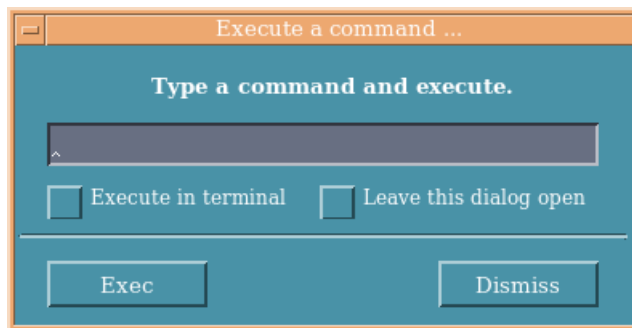 Execute a command ...
Type a command and execute.
^
Execute in terminal
Leave this dialog open
Exec
Dismiss